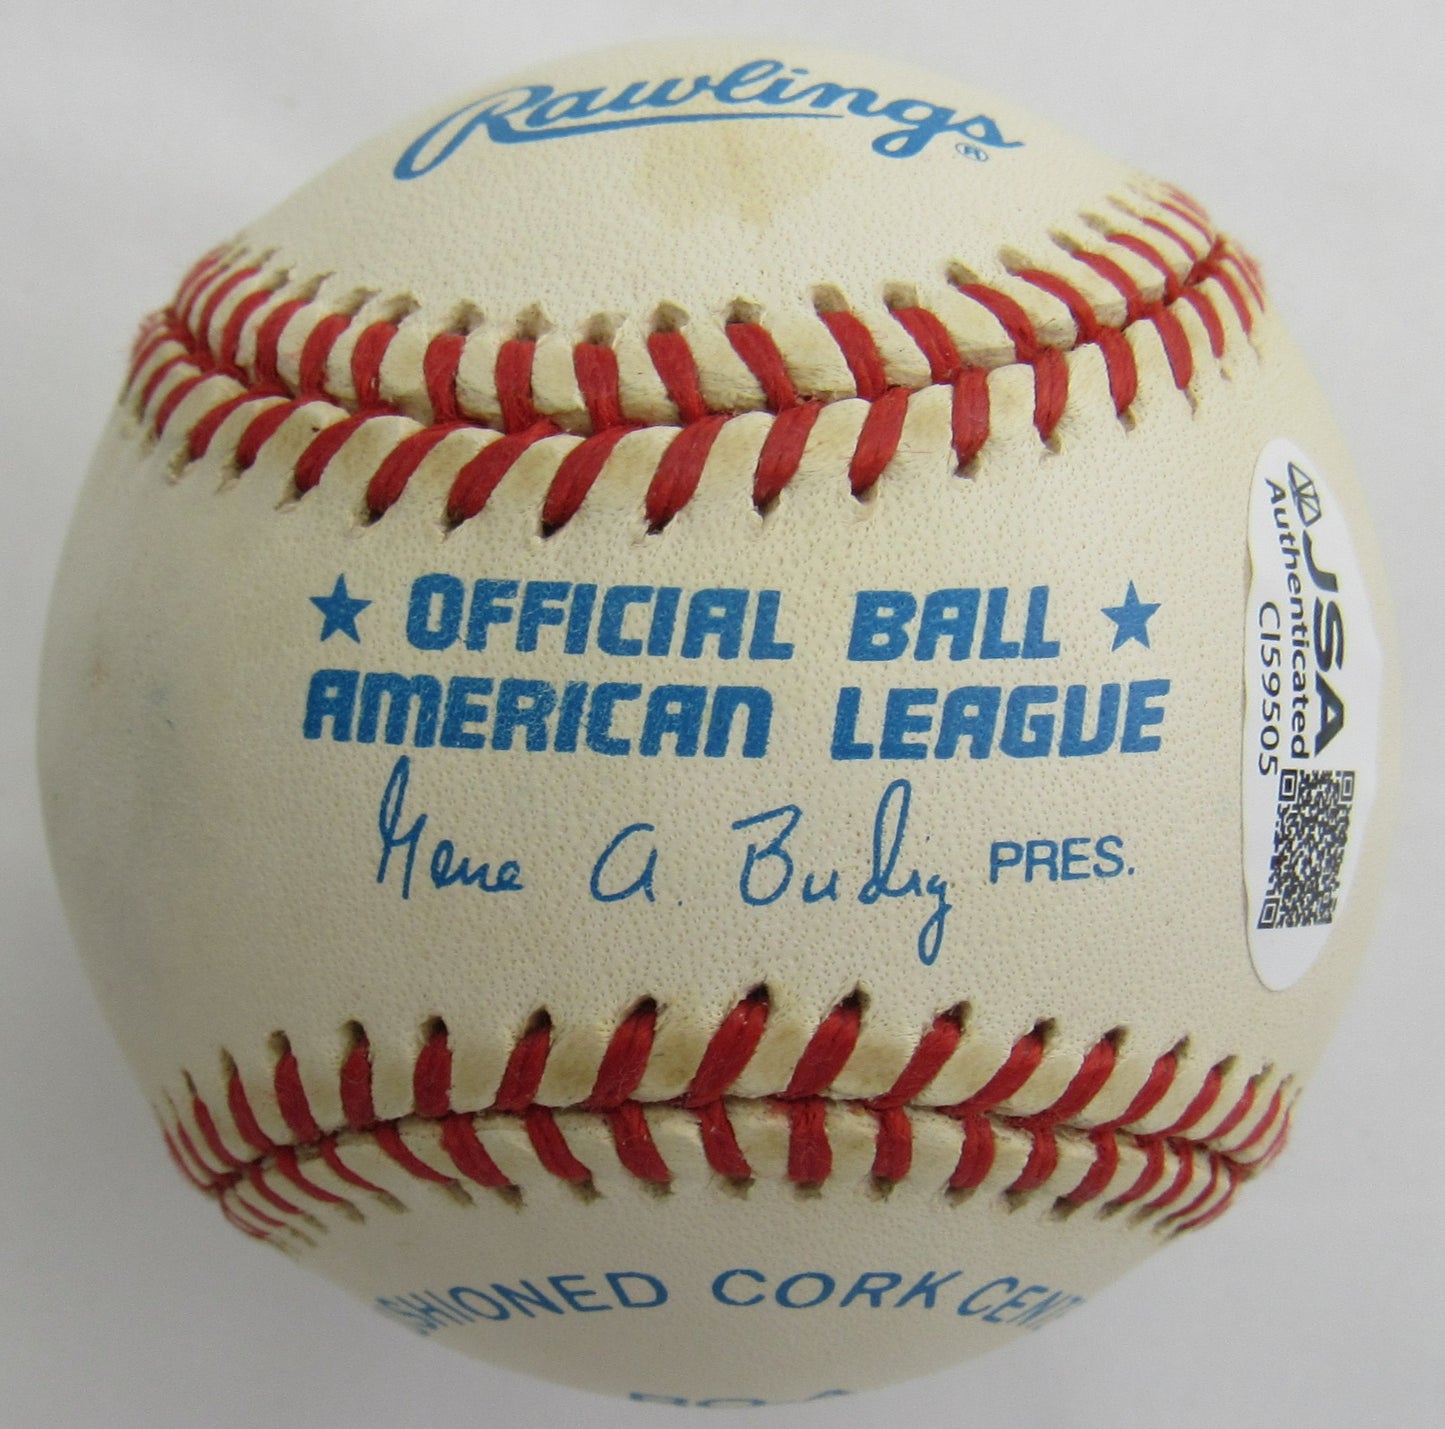 Rawlings ®
★ OFFICIAL BALL ★
AMERICAN LEAGUE
Gene A. Budig PRES.
SHIONED CORK CENT
JSA
Authenticated
CI59505